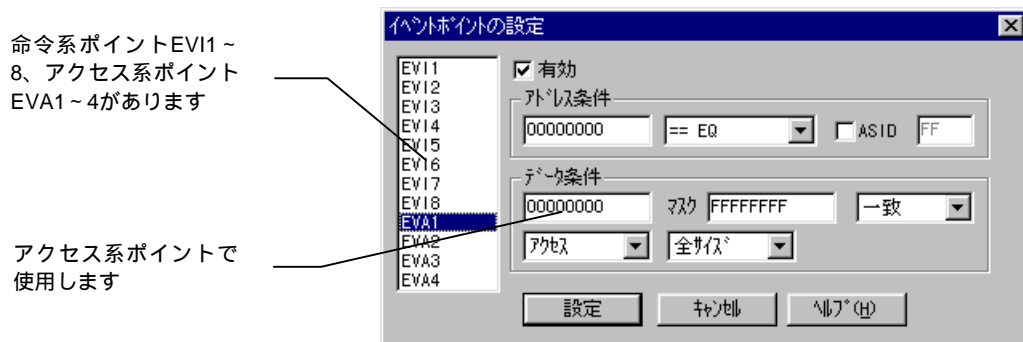 命令系ポイントEVI1～
8、アクセス系ポイント
EVA1～4があります
アクセス系ポイントで
使用します
ｲﾍﾞﾝﾄﾎﾟｲﾝﾄの設定
EVI1
EVI2
EVI3
EVI4
EVI5
EVI6
EVI7
EVI8
EVA1
EVA2
EVA3
EVA4
有効
ｱﾄﾞﾚｽ条件
00000000 == EQ ASID FF
ﾃﾞｰﾀ条件
00000000 ﾏｽｸ FFFFFFFF 一致
ｱｸｾｽ 全ｻｲｽﾞ
設定 ｷｬﾝｾﾙ ﾍﾙﾌﾟ(H)